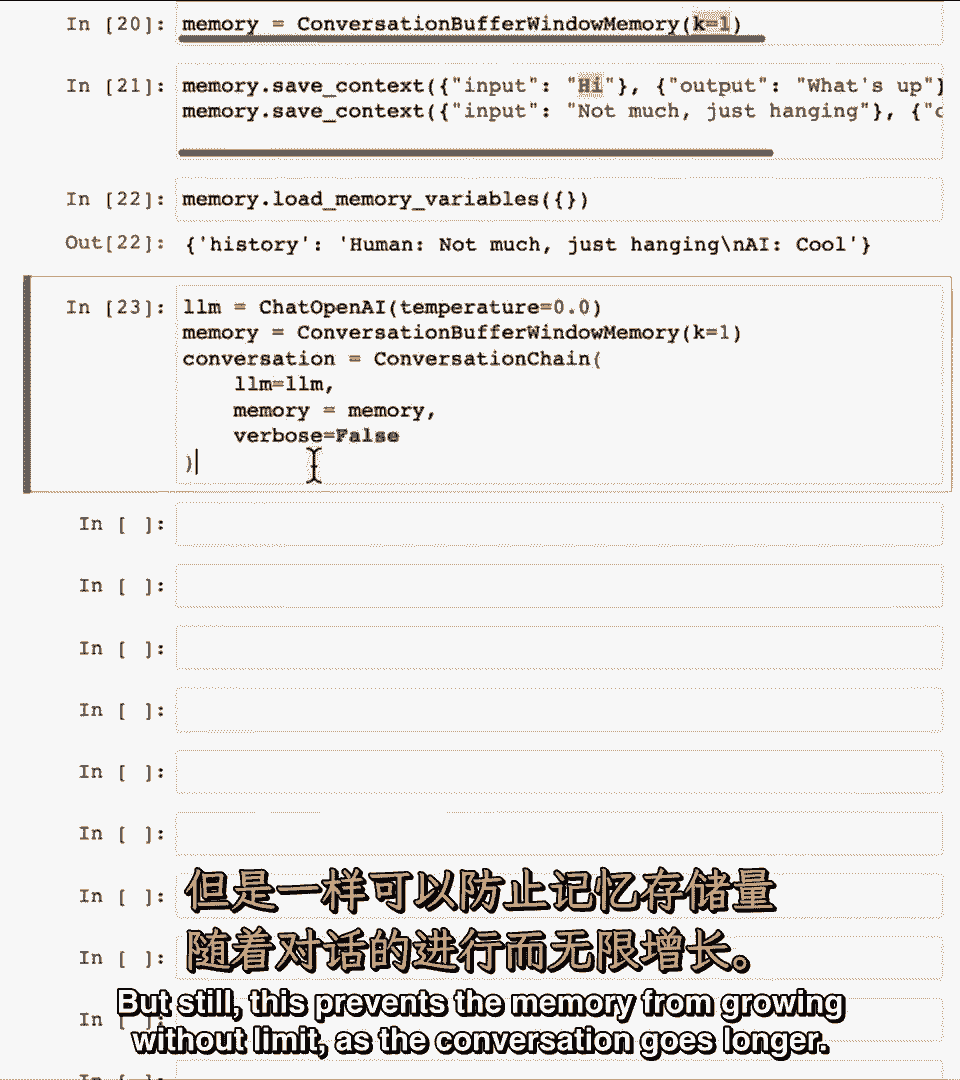 In [20]: memory = ConversationBufferWindowMemory(k=1)
In [21]: memory.save_context({"input": "Hi"}, {"output": "What's up"}
memory.save_context({"input": "Not much, just hanging"}, {"
In [22]: memory.load_memory_variables({})
Out[22]: {'history': 'Human: Not much, just hanging\nAI: Cool'}
In [23]: llm = ChatOpenAI(temperature=0.0)
memory = ConversationBufferWindowMemory(k=1)
conversation = ConversationChain(
llm=llm,
memory = memory,
verbose=False
)
In [ ]:
In [ ]:
In [ ]:
In [ ]:
In [ ]:
In [ ]:
In [ ]:
但是一样可以防止记忆存储量
In [ ]:
随着对话的进行而无限增长。
In [ ]:
But still, this prevents the memory from growing
without limit, as the conversation goes longer.